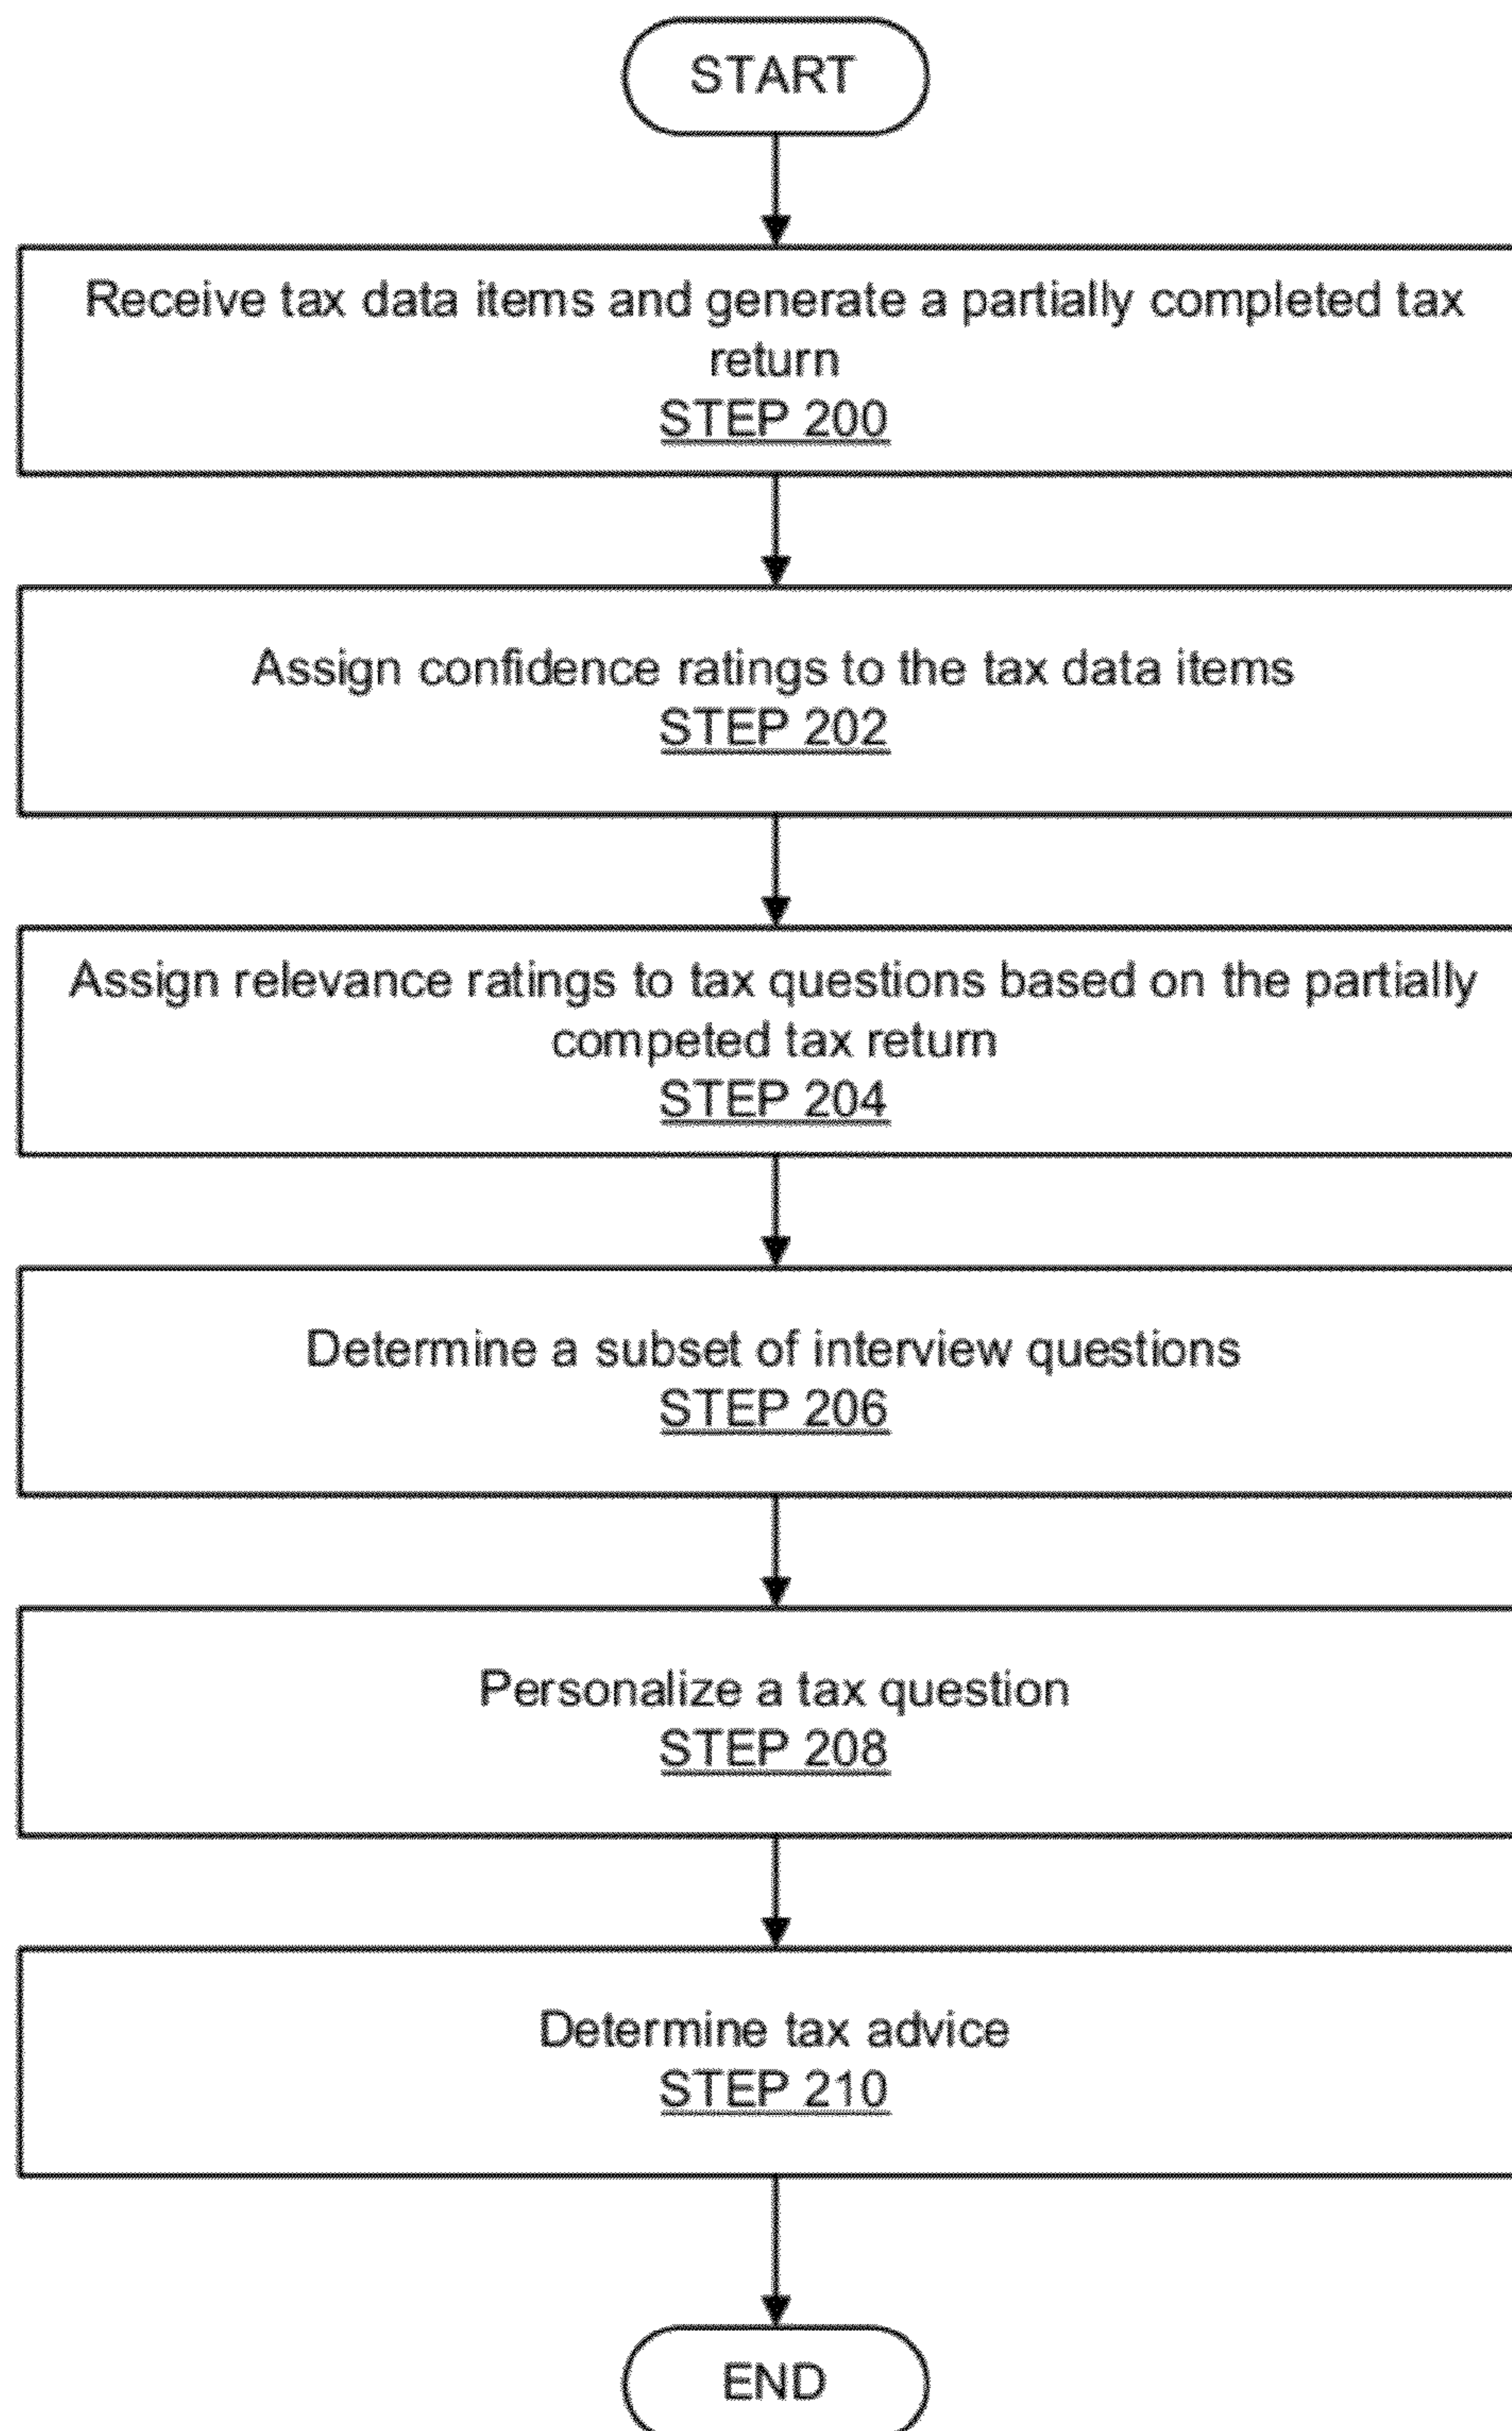 START
Receive tax data items and generate a partially completed tax
return
STEP 200
Assign confidence ratings to the tax data items
STEP 202
Assign relevance ratings to tax questions based on the partially
competed tax return
STEP 204
Determine a subset of interview questions
STEP 206
Personalize a tax question
STEP 208
Determine tax advice
STEP 210
END